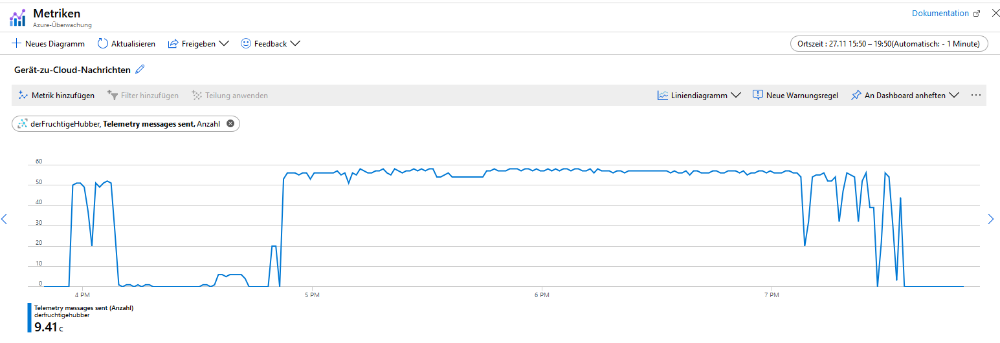 Metriken
Azure-Überwachung
Dokumentation
Neues Diagramm
Aktualisieren
Freigeben
Feedback
Ortszeit : 27.11 15:50 – 19:50(Automatisch: - 1 Minute)
Gerät-zu-Cloud-Nachrichten
Metrik hinzufügen
Filter hinzufügen
Teilung anwenden
Liniendiagramm
Neue Warnungsregel
An Dashboard anheften
derFruchtigeHubber, Telemetry messages sent, Anzahl
60
50
40
30
20
10
0
4 PM
5 PM
6 PM
7 PM
Telemetry messages sent (Anzahl)
derfruchtigehubber
9.41 c